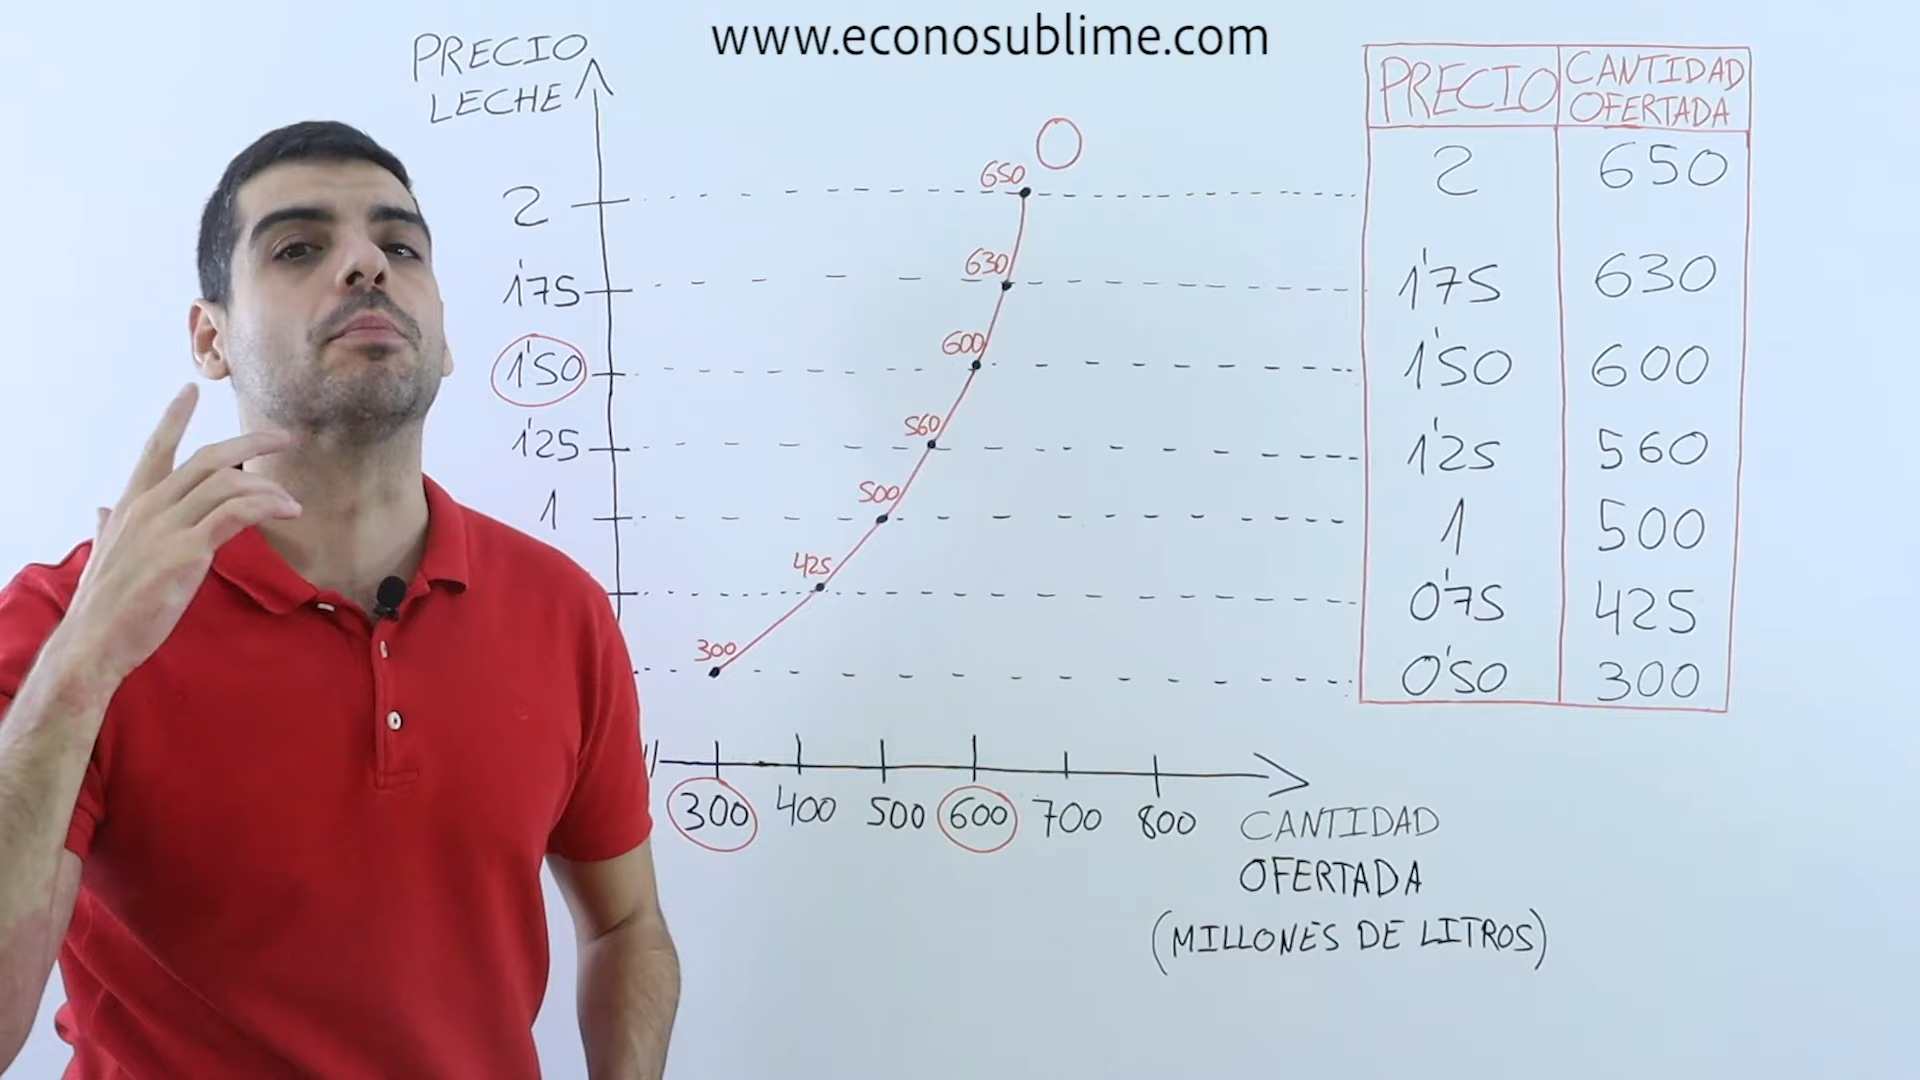 www.econosublime.com
PRECIO
LECHE
2
1'75
1'50
1'25
1
O
650
630
600
560
500
425
300
300 400 500 600 700 800
CANTIDAD
OFERTADA
(MILLONES DE LITROS)
PRECIO CANTIDAD OFERTADA
2 650
1'75 630
1'50 600
1'25 560
1 500
0'75 425
0'50 300